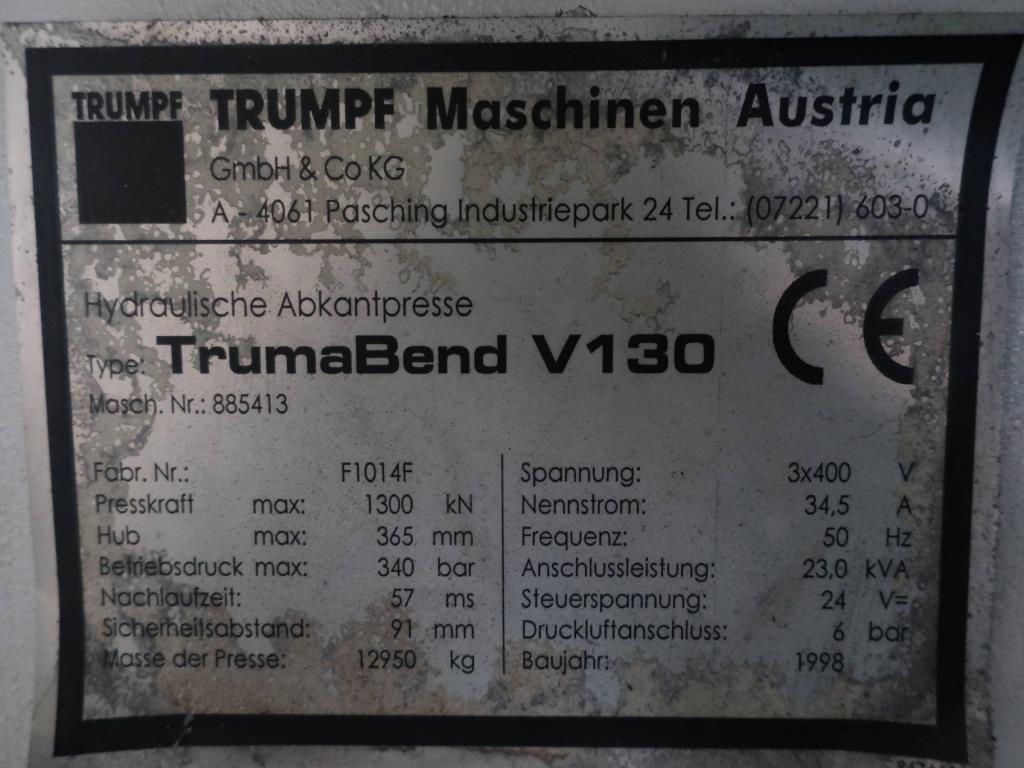 TRUMPF TRUMPF Maschinen Austria
GmbH & Co KG
A - 4061 Pasching Industriepark 24 Tel.: (07221) 603-0
Hydraulische Abkantpresse
Type: TrumaBend V130
CE
Masch. Nr.: 885413
Fabr. Nr.: F1014F
Presskraft max: 1300 kN
Hub max: 365 mm
Betriebsdruck max: 340 bar
Nachlaufzeit: 57 ms
Sicherheitsabstand: 91 mm
Masse der Presse: 12950 kg
Spannung: 3x400 V
Nennstrom: 34,5 A
Frequenz: 50 Hz
Anschlussleistung: 23,0 kVA
Steuerspannung: 24 V=
Druckluftanschluss: 6 bar
Baujahr: 1998